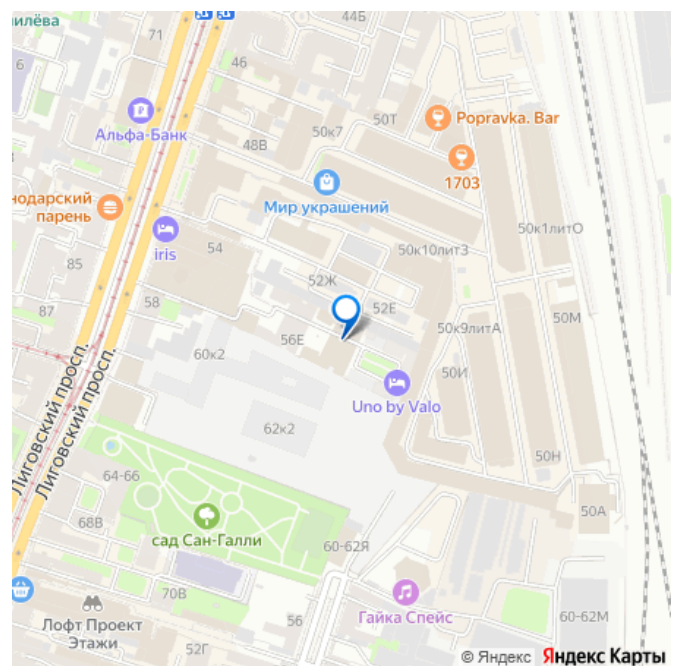 44Б
71
6
46
Альфа-Банк
50к7
50Т
Popravka. Bar
48В
1703
Мир украшений
парень
iris
54
85
50к10лит3
50к1литО
52Ж
58
52Е
87
50М
56Е
50к9литА
60к2
50И
Uno by Valo
Лиговский просп.
Лиговский просп.
62к2
50Н
64-66
50А
68В
сад Сан-Галли
60-62Я
70В
56
Гайка Спейс
60-62М
Лофт Проект
Этажи
52Г
© Яндекс Яндекс Карты